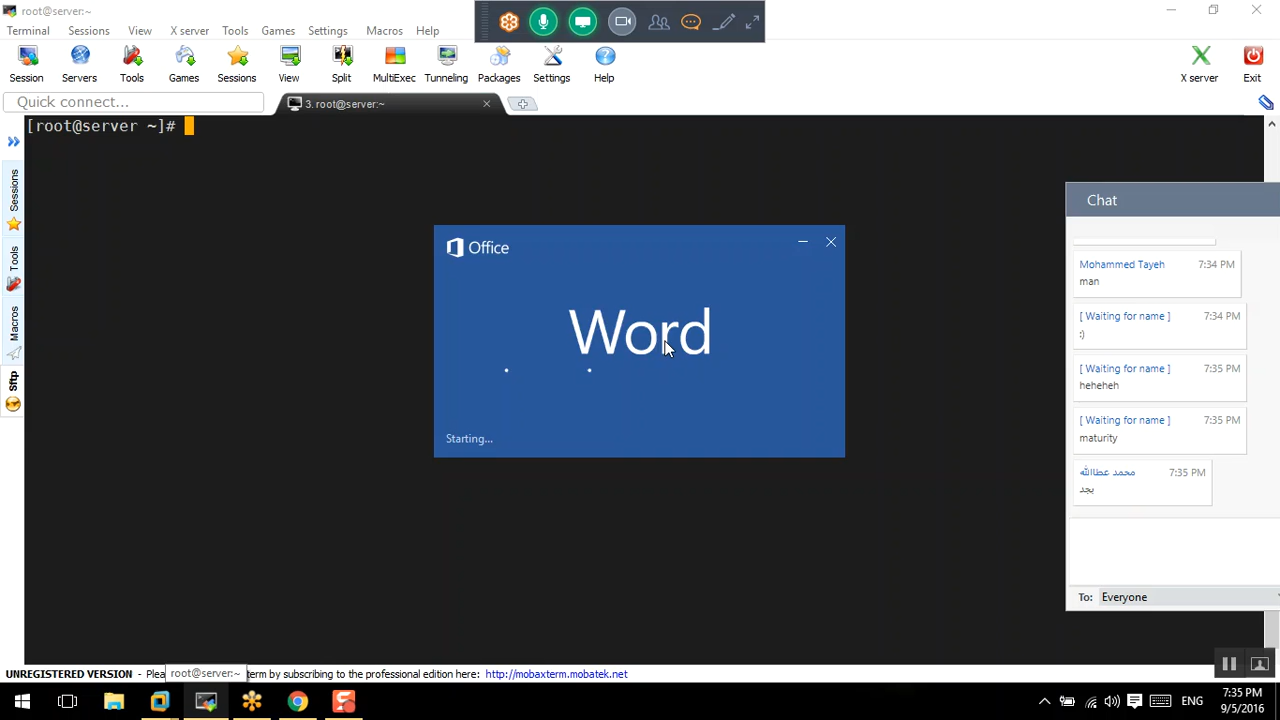 root@server:~
Terminal Sessions View X server Tools Games Settings Macros Help
Session Servers Tools Games Sessions View Split MultiExec Tunneling Packages Settings Help X server Exit
Quick connect...
3. root@server:~
[root@server ~]#
Sessions
Tools
Macros
Sftp
Office
Word
Starting...
Chat
Mohammed Tayeh 7:34 PM
man
[ Waiting for name ] 7:34 PM
:)
[ Waiting for name ] 7:35 PM
heheheh
[ Waiting for name ] 7:35 PM
maturity
محمد عطاالله 7:35 PM
بجد
To: Everyone
UNREGISTERED VERSION - Plea
root@server:~
term by subscribing to the professional edition here: http://mobaxterm.mobatek.net
ENG
7:35 PM
9/5/2016